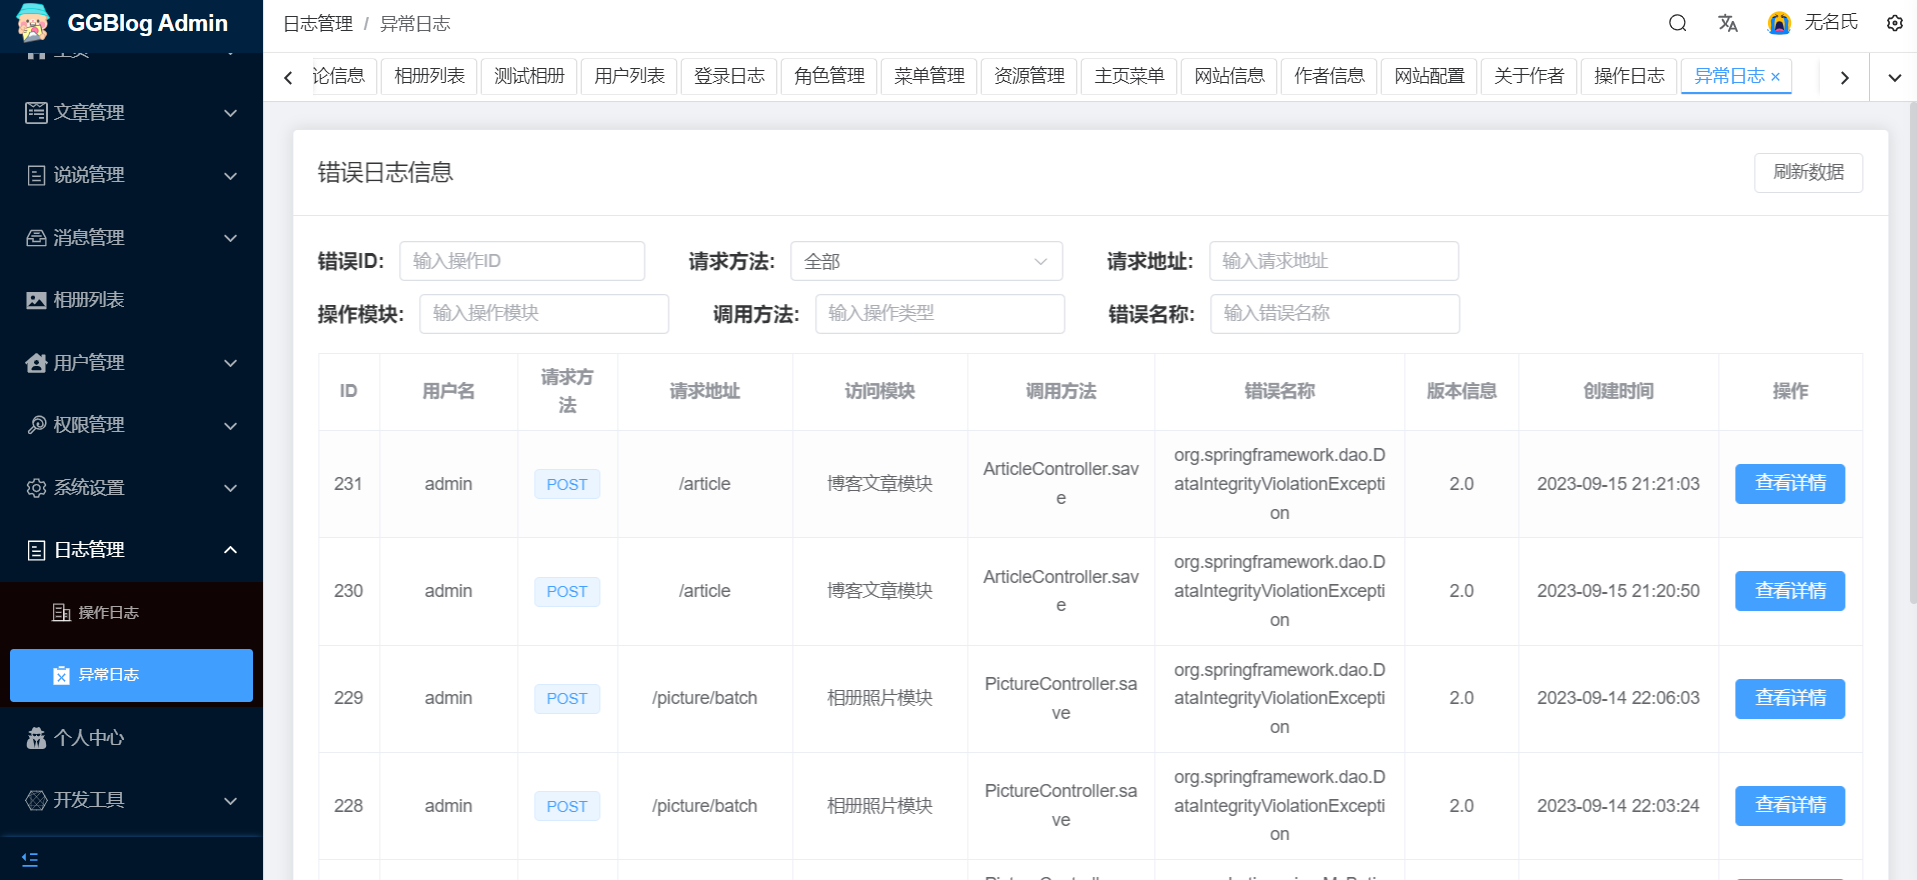 GGBlog Admin
日志管理 / 异常日志
无名氏
论信息 相册列表 测试相册 用户列表 登录日志 角色管理 菜单管理 资源管理 主页菜单 网站信息 作者信息 网站配置 关于作者 操作日志 异常日志 ×
文章管理
说说管理
消息管理
相册列表
用户管理
权限管理
系统设置
日志管理
操作日志
异常日志
个人中心
开发工具
错误日志信息
刷新数据
错误ID: 输入操作ID 请求方法: 全部 请求地址: 输入请求地址
操作模块: 输入操作模块 调用方法: 输入操作类型 错误名称: 输入错误名称
ID 用户名 请求方法 请求地址 访问模块 调用方法 错误名称 版本信息 创建时间 操作
231 admin POST /article 博客文章模块 ArticleController.save org.springframework.dao.DataIntegrityViolationException 2.0 2023-09-15 21:21:03 查看详情
230 admin POST /article 博客文章模块 ArticleController.save org.springframework.dao.DataIntegrityViolationException 2.0 2023-09-15 21:20:50 查看详情
229 admin POST /picture/batch 相册照片模块 PictureController.save org.springframework.dao.DataIntegrityViolationException 2.0 2023-09-14 22:06:03 查看详情
228 admin POST /picture/batch 相册照片模块 PictureController.save org.springframework.dao.DataIntegrityViolationException 2.0 2023-09-14 22:03:24 查看详情